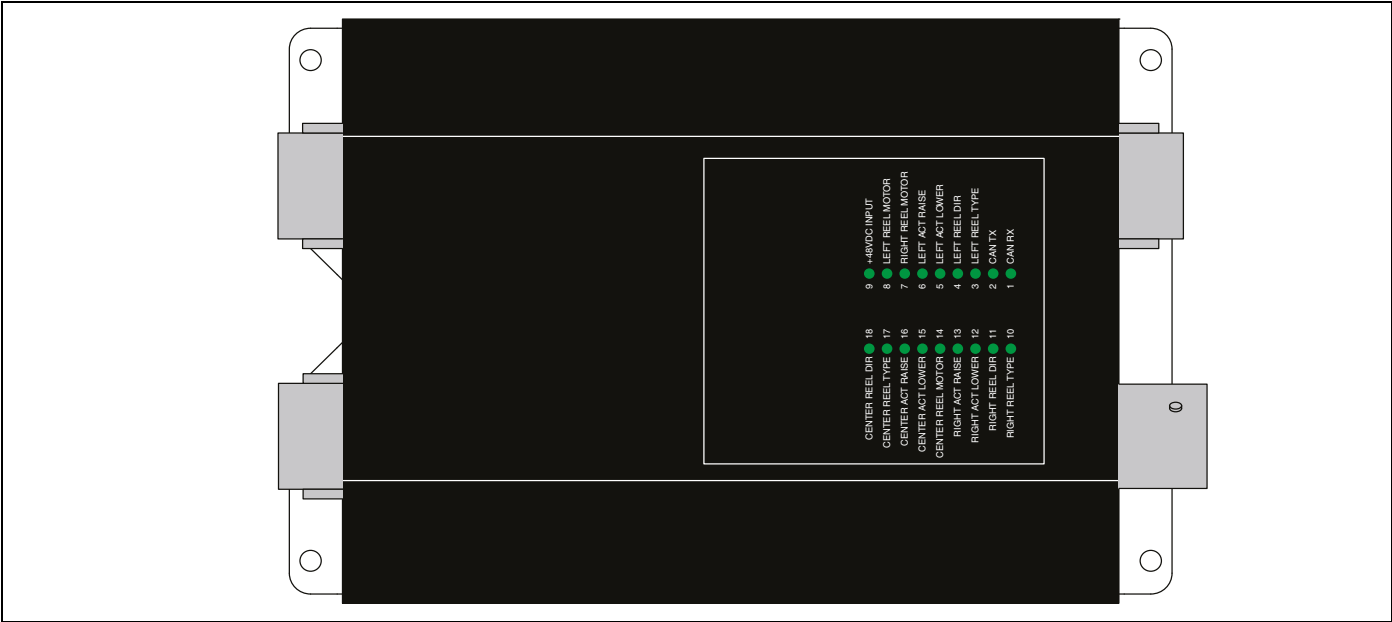 9 +48VDC INPUT
8 LEFT REEL MOTOR
7 RIGHT REEL MOTOR
6 LEFT ACT RAISE
5 LEFT ACT LOWER
4 LEFT REEL DIR
3 LEFT REEL TYPE
2 CAN TX
1 CAN RX
CENTER REEL DIR 18
CENTER REEL TYPE 17
CENTER ACT RAISE 16
CENTER ACT LOWER 15
CENTER REEL MOTOR 14
RIGHT ACT RAISE 13
RIGHT ACT LOWER 12
RIGHT REEL DIR 11
RIGHT REEL TYPE 10